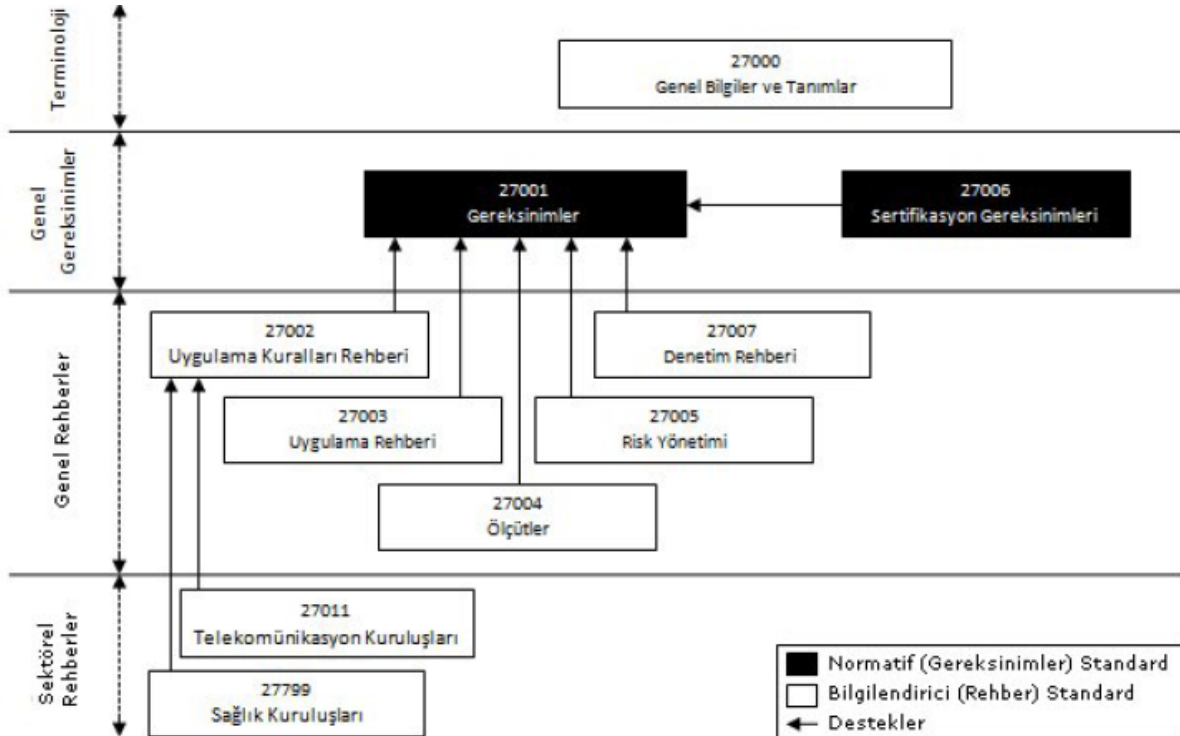 Terminoloji
27000
Genel Bilgiler ve Tanımlar
Genel
Gereksinimler
27001
Gereksinimler
27006
Sertifikasyon Gereksinimleri
Genel Rehberler
27002
Uygulama Kuralları Rehberi
27007
Denetim Rehberi
27003
Uygulama Rehberi
27005
Risk Yönetimi
27004
Ölçütler
Sektörel
Rehberler
27011
Telekomünikasyon Kuruluşları
27799
Sağlık Kuruluşları
Normatif (Gereksinimler) Standard
Bilgilendirici (Rehber) Standard
Destekler